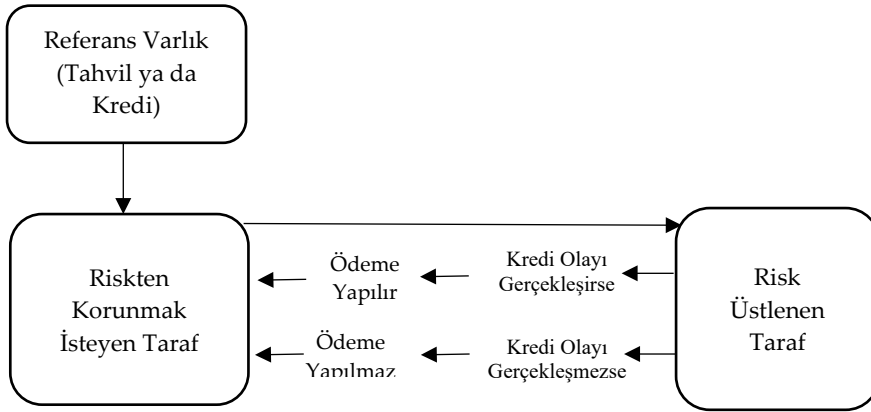 Referans Varlık
(Tahvil ya da
Kredi)
Riskten
Korunmak
İsteyen Taraf
Ödeme
Yapılır
Kredi Olayı
Gerçekleşirse
Ödeme
Yapılmaz
Kredi Olayı
Gerçekleşmezse
Risk
Üstlenen
Taraf